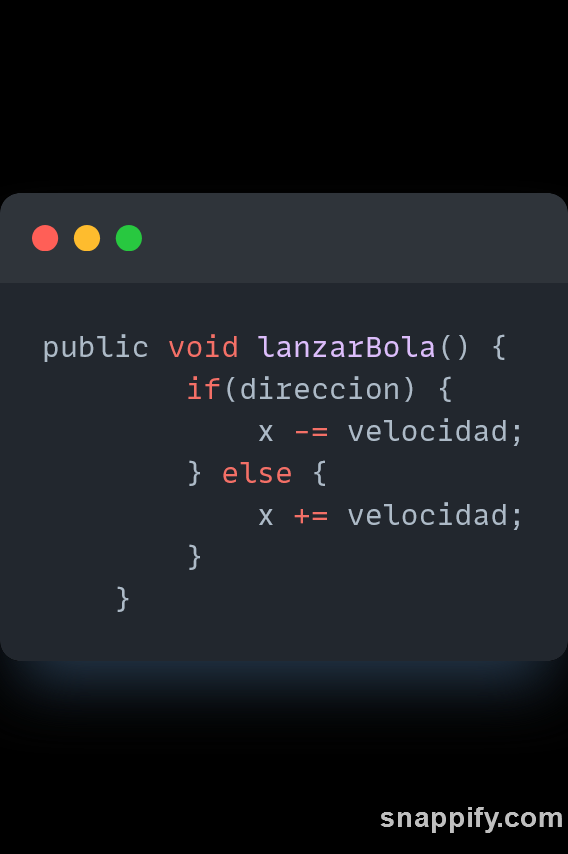 public void lanzarBola() {
if(direccion) {
x -= velocidad;
} else {
x += velocidad;
}
}
snappify.com